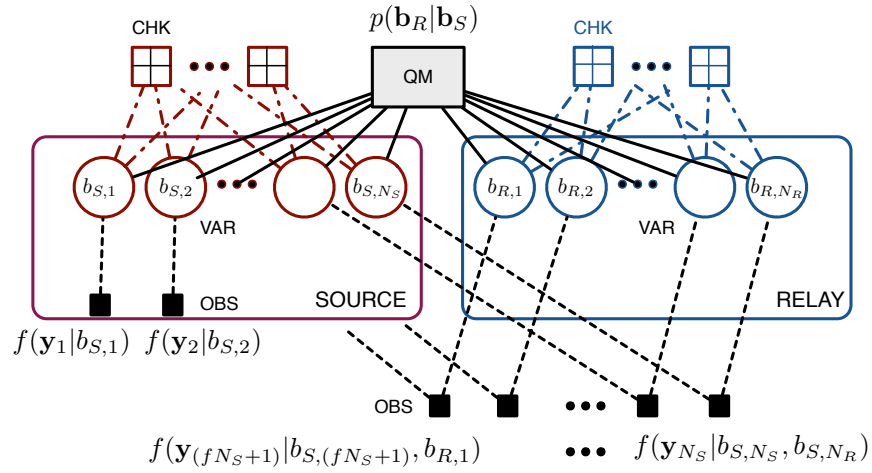 p(𝐛_R|𝐛_S)
CHK
CHK
QM
b_{S,1}
b_{S,2}
b_{S,N_S}
b_{R,1}
b_{R,2}
b_{R,N_R}
VAR
VAR
OBS
SOURCE
RELAY
f(𝐲_1|b_{S,1})
f(𝐲_2|b_{S,2})
OBS
f(𝐲_{(fN_S+1)}|b_{S,(fN_S+1)}, b_{R,1})
f(𝐲_{N_S}|b_{S,N_S}, b_{S,N_R})